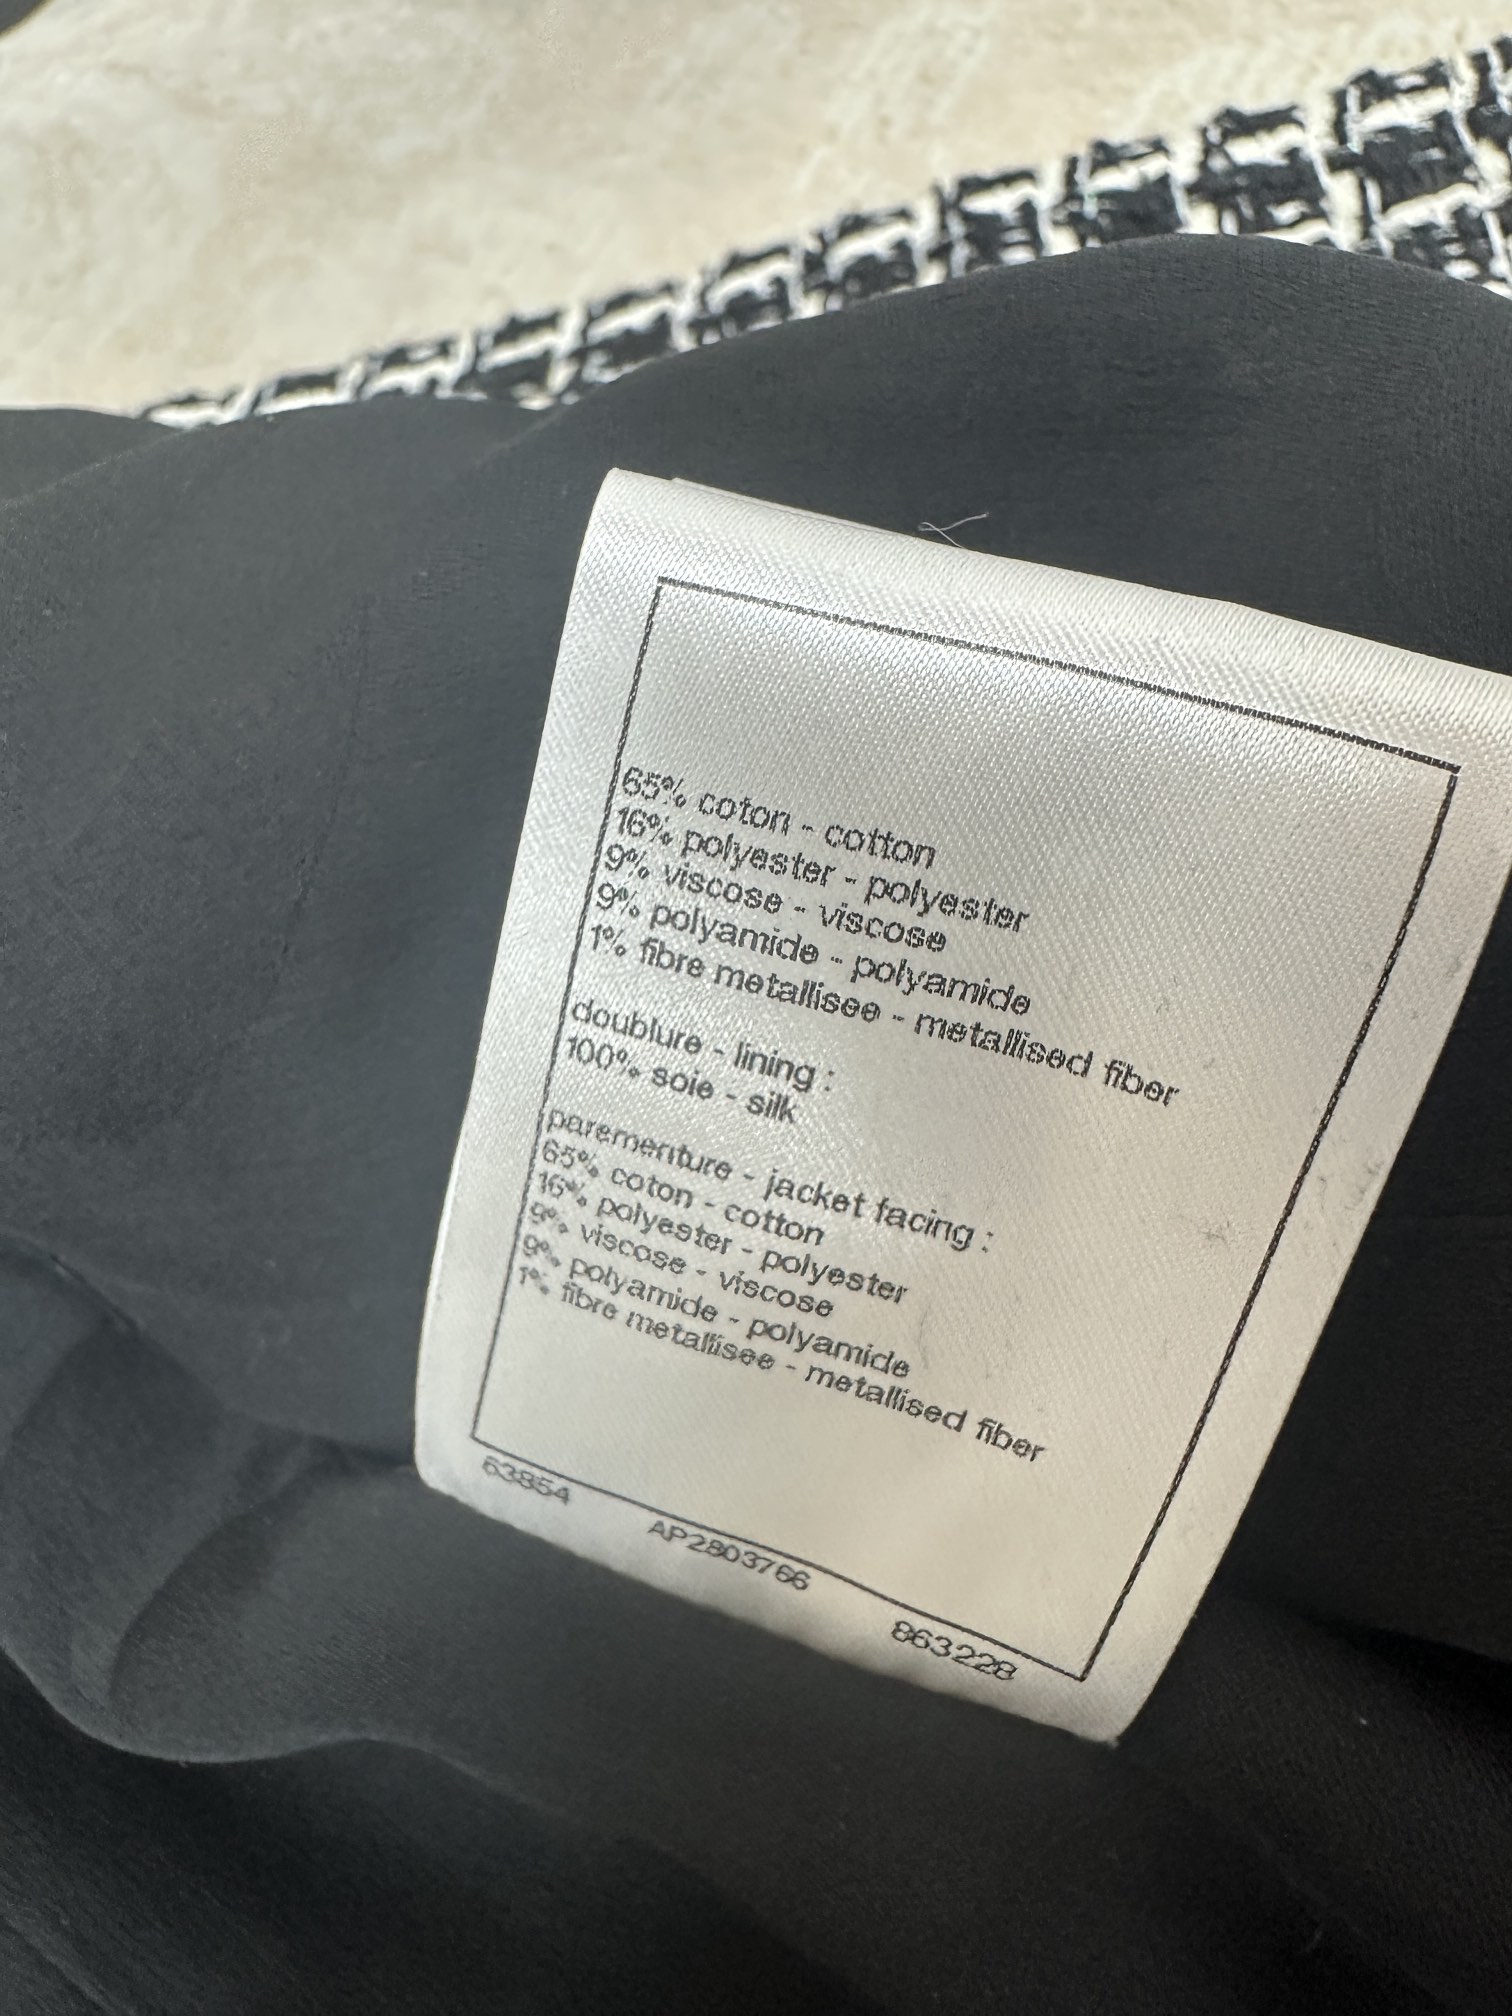 65% coton - cotton
16% polyester - polyester
9% viscose - viscose
9% polyamide - polyamide
1% fibre metallisee - metallised fiber
doublure - lining :
100% soie - silk
parementure - jacket facing :
65% coton - cotton
16% polyester - polyester
9% viscose - viscose
9% polyamide - polyamide
1% fibre metallisee - metallised fiber
63854 AP2803766 863228